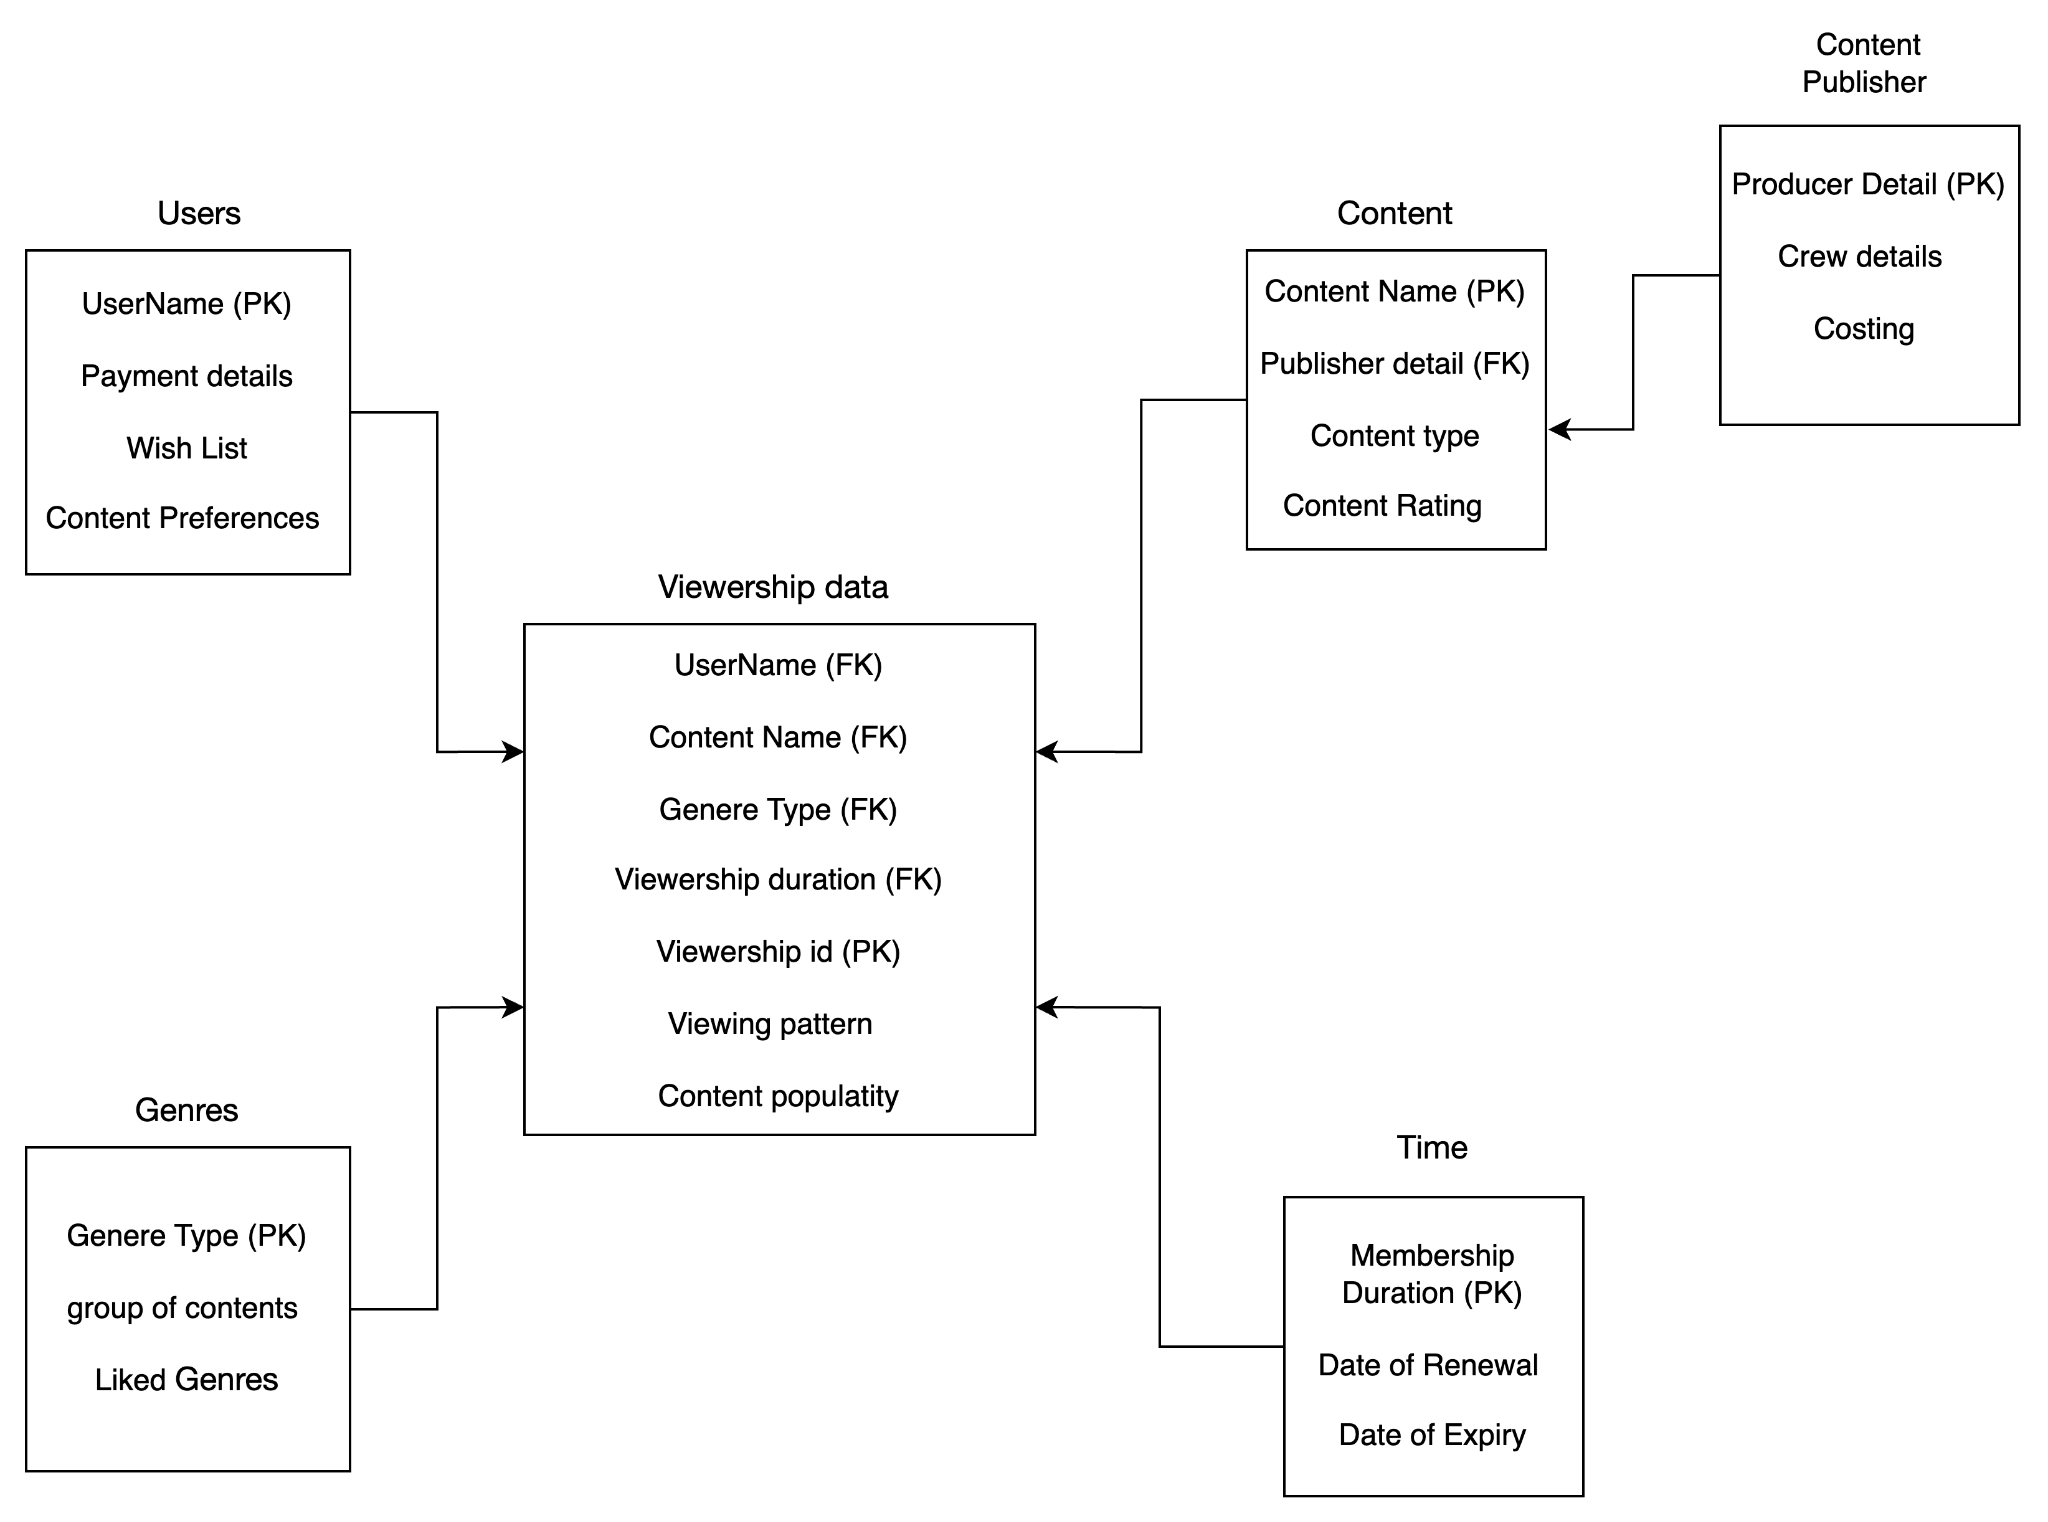 Content
Publisher
Producer Detail (PK)
Crew details
Costing
Users
UserName (PK)
Payment details
Wish List
Content Preferences
Content
Content Name (PK)
Publisher detail (FK)
Content type
Content Rating
Viewership data
UserName (FK)
Content Name (FK)
Genere Type (FK)
Viewership duration (FK)
Viewership id (PK)
Viewing pattern
Content populatity
Genres
Genere Type (PK)
group of contents
Liked Genres
Time
Membership
Duration (PK)
Date of Renewal
Date of Expiry